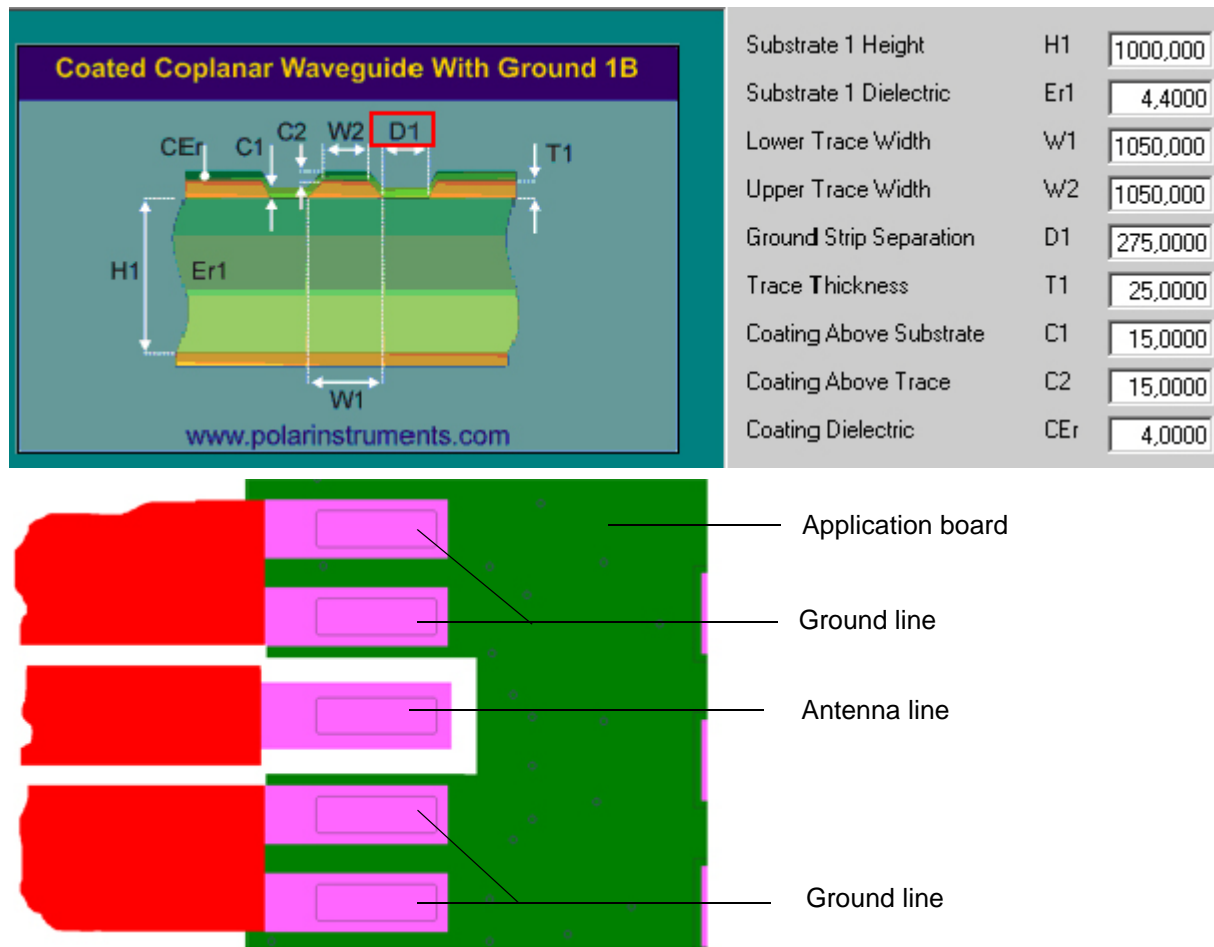 Coated Coplanar Waveguide With Ground 1B
CEr C1 C2 W2 D1 T1
H1 Er1
W1
www.polarinstruments.com
Substrate 1 Height H1 1000,000
Substrate 1 Dielectric Er1 4,4000
Lower Trace Width W1 1050,000
Upper Trace Width W2 1050,000
Ground Strip Separation D1 275,0000
Trace Thickness T1 25,0000
Coating Above Substrate C1 15,0000
Coating Above Trace C2 15,0000
Coating Dielectric CEr 4,0000
Application board
Ground line
Antenna line
Ground line